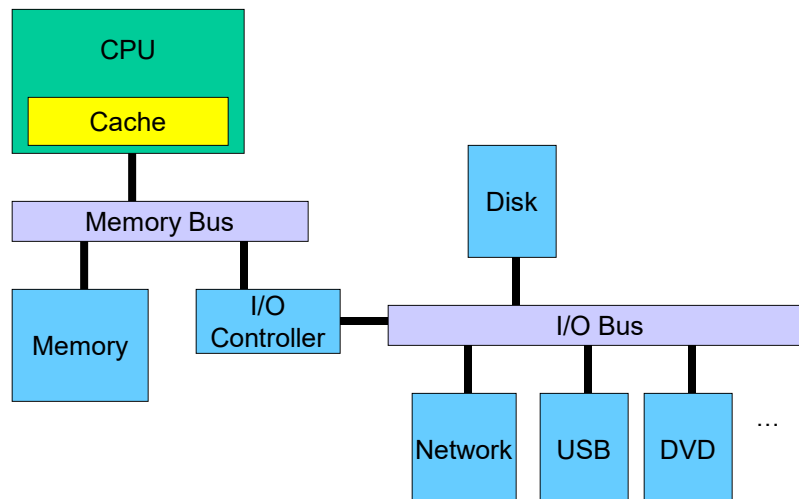 CPU
Cache
Memory Bus
Disk
Memory
I/O
Controller
I/O Bus
Network
USB
DVD
...